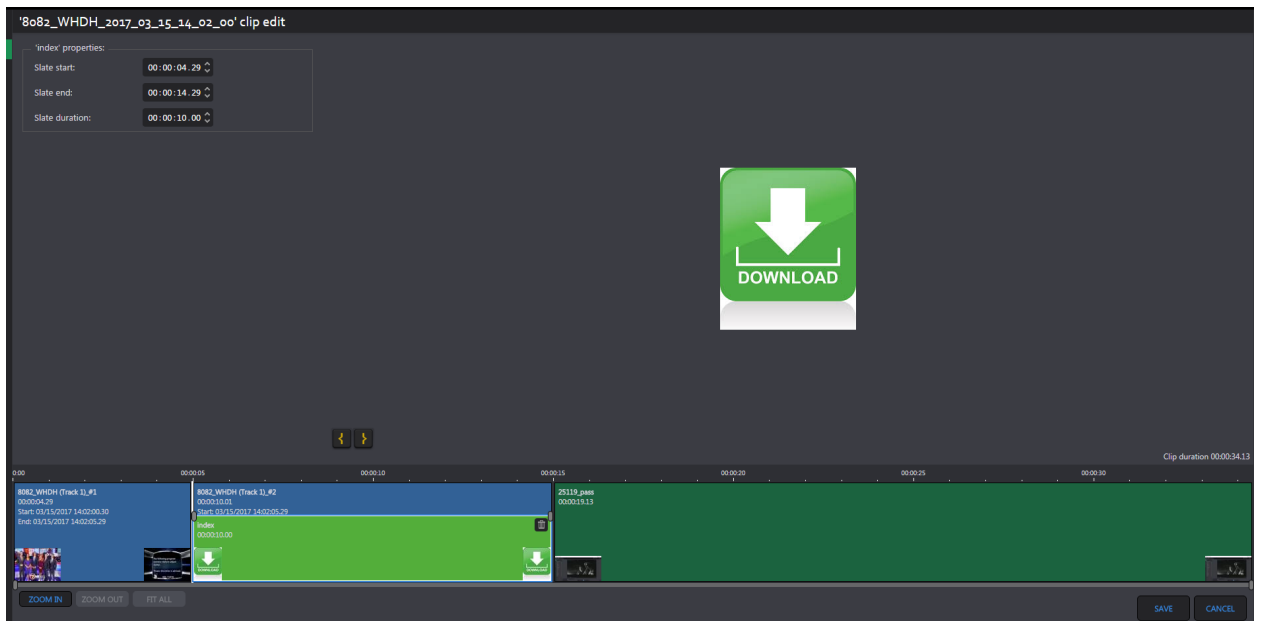 '8082_WHDH_2017_03_15_14_02_00' clip edit
'index' properties:
Slate start: 00:00:04.29
Slate end: 00:00:14.29
Slate duration: 00:00:10.00
DOWNLOAD
{ }
Clip duration 00:00:34.13
0:00 00:00:05 00:00:10 00:00:15 00:00:20 00:00:25 00:00:30
8082_WHDH (Track 1)_#1
00:00:04.29
Start: 03/15/2017 14:02:00.30
End: 03/15/2017 14:02:05.29
8082_WHDH (Track 1)_#2
00:00:10.01
Start: 03/15/2017 14:02:05.29
index
00:00:10.00
25119_pass
00:00:19.13
DOWNLOAD
DOWNLOAD
ZOOM IN ZOOM OUT FIT ALL
SAVE CANCEL